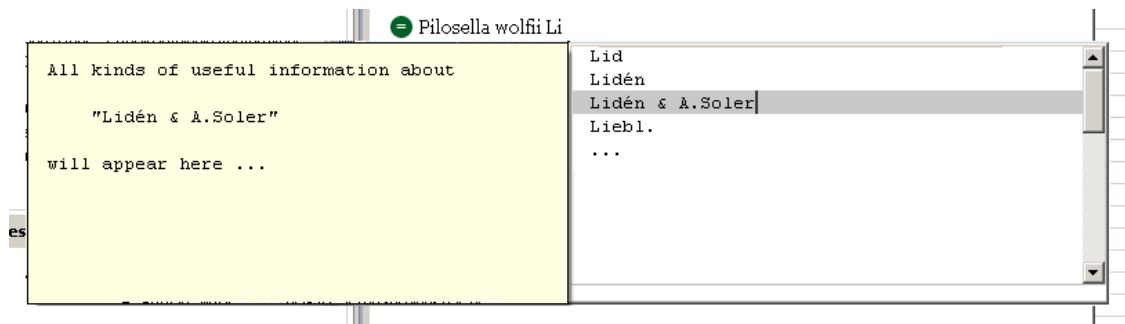 = Pilosella wolfii Li
All kinds of useful information about
"Lidén & A.Soler"
will appear here ...
Lid
Lidén
Lidén & A.Soler
Liebl.
...
es